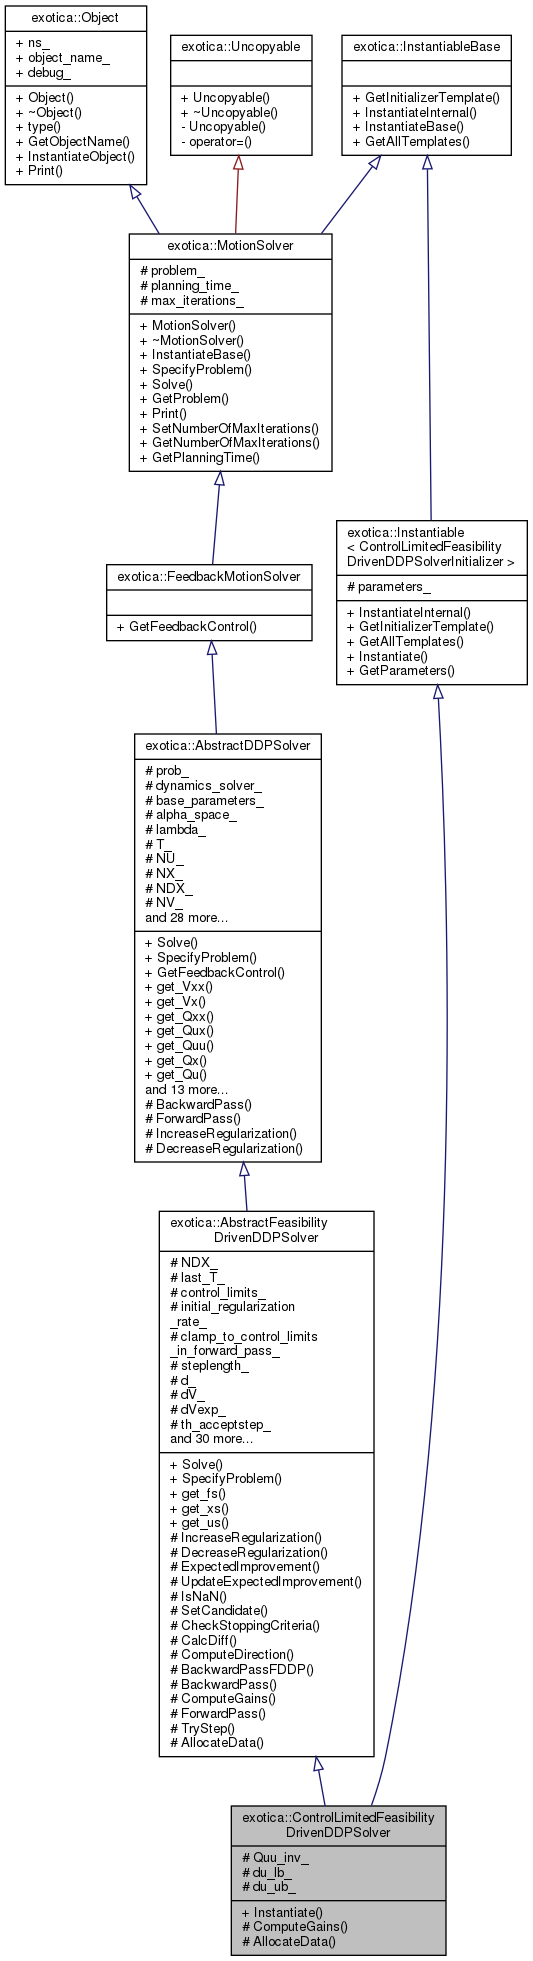 exotica::Object
+ ns_
+ object_name_
+ debug_
+ Object()
+ ~Object()
+ type()
+ GetObjectName()
+ InstantiateObject()
+ Print()
exotica::Uncopyable
+ Uncopyable()
+ ~Uncopyable()
- Uncopyable()
- operator=()
exotica::InstantiableBase
+ GetInitializerTemplate()
+ InstantiateInternal()
+ InstantiateBase()
+ GetAllTemplates()
exotica::MotionSolver
# problem_
# planning_time_
# max_iterations_
+ MotionSolver()
+ ~MotionSolver()
+ InstantiateBase()
+ SpecifyProblem()
+ Solve()
+ GetProblem()
+ Print()
+ SetNumberOfMaxIterations()
+ GetNumberOfMaxIterations()
+ GetPlanningTime()
exotica::Instantiable
< ControlLimitedFeasibility
DrivenDDPSolverInitializer >
# parameters_
+ InstantiateInternal()
+ GetInitializerTemplate()
+ GetAllTemplates()
+ Instantiate()
+ GetParameters()
exotica::FeedbackMotionSolver
+ GetFeedbackControl()
exotica::AbstractDDPSolver
# prob_
# dynamics_solver_
# base_parameters_
# alpha_space_
# lambda_
# T_
# NU_
# NX_
# NDX_
# NV_
and 28 more...
+ Solve()
+ SpecifyProblem()
+ GetFeedbackControl()
+ get_Vxx()
+ get_Vx()
+ get_Qxx()
+ get_Qux()
+ get_Quu()
+ get_Qx()
+ get_Qu()
and 13 more...
# BackwardPass()
# ForwardPass()
# IncreaseRegularization()
# DecreaseRegularization()
exotica::AbstractFeasibility
DrivenDDPSolver
# NDX_
# last_T_
# control_limits_
# initial_regularization
_rate_
# clamp_to_control_limits
_in_forward_pass_
# steplength_
# d_
# dV_
# dVexp_
# th_acceptstep_
and 30 more...
+ Solve()
+ SpecifyProblem()
+ get_fs()
+ get_xs()
+ get_us()
# IncreaseRegularization()
# DecreaseRegularization()
# ExpectedImprovement()
# UpdateExpectedImprovement()
# IsNaN()
# SetCandidate()
# CheckStoppingCriteria()
# CalcDiff()
# ComputeDirection()
# BackwardPassFDDP()
# BackwardPass()
# ComputeGains()
# ForwardPass()
# TryStep()
# AllocateData()
exotica::ControlLimitedFeasibility
DrivenDDPSolver
# Quu_inv_
# du_lb_
# du_ub_
+ Instantiate()
# ComputeGains()
# AllocateData()